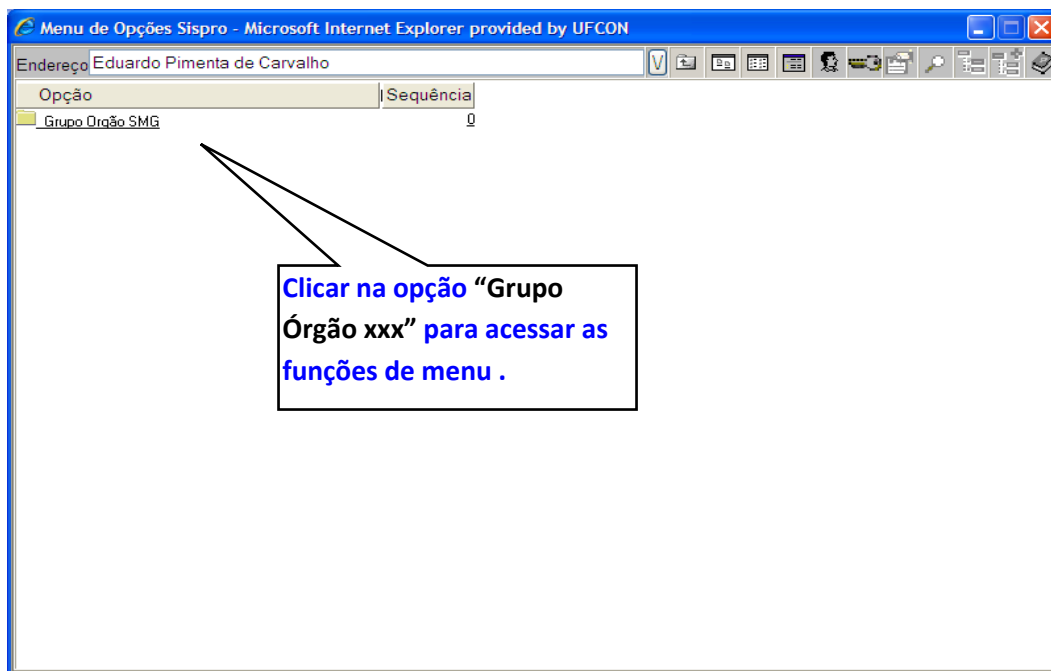 Menu de Opções Sispro - Microsoft Internet Explorer provided by UFCON
Endereço Eduardo Pimenta de Carvalho V
Opção Sequência
Grupo Orgão SMG 0
Clicar na opção “Grupo
Órgão xxx” para acessar as
funções de menu .